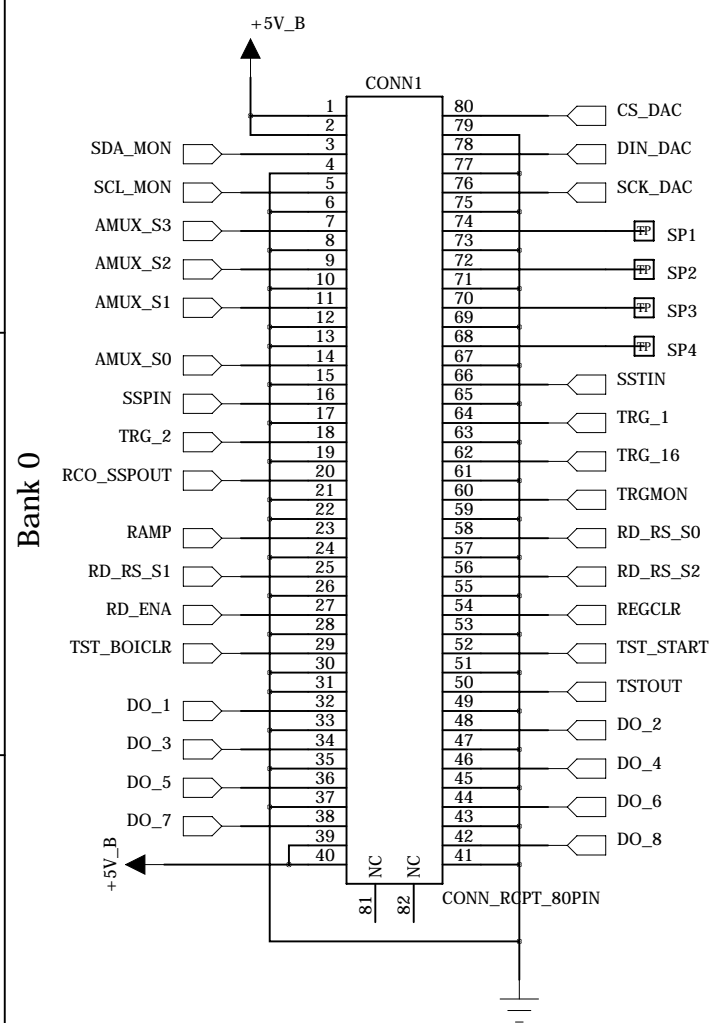 +5V_B
CONN1
1 80 CS_DAC
2 79
SDA_MON 3 78 DIN_DAC
4 77
SCL_MON 5 76 SCK_DAC
6 75
AMUX_S3 7 74 TP SP1
8 73
AMUX_S2 9 72 TP SP2
10 71
AMUX_S1 11 70 TP SP3
12 69
13 68 TP SP4
AMUX_S0 14 67
15 66 SSTIN
SSPIN 16 65
17 64 TRG_1
TRG_2 18 63
19 62 TRG_16
RCO_SSPOUT 20 61
21 60 TRGMON
22 59
RAMP 23 58 RD_RS_S0
24 57
RD_RS_S1 25 56 RD_RS_S2
26 55
RD_ENA 27 54 REGCLR
28 53
TST_BOICLR 29 52 TST_START
30 51
31 50 TSTOUT
DO_1 32 49
33 48 DO_2
DO_3 34 47
35 46 DO_4
DO_5 36 45
37 44 DO_6
DO_7 38 43
39 42 DO_8
40 41
+5V_B
NC NC
81 82
CONN_RCPT_80PIN
Bank 0